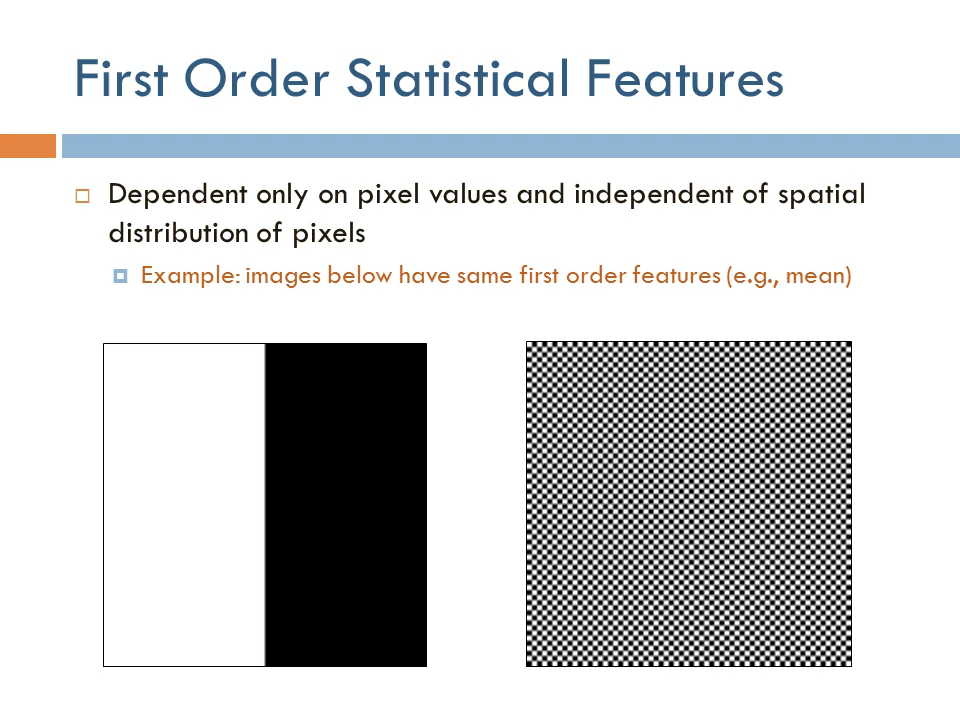 First Order Statistical Features
Dependent only on pixel values and independent of spatial
distribution of pixels
Example: images below have same first order features (e.g., mean)